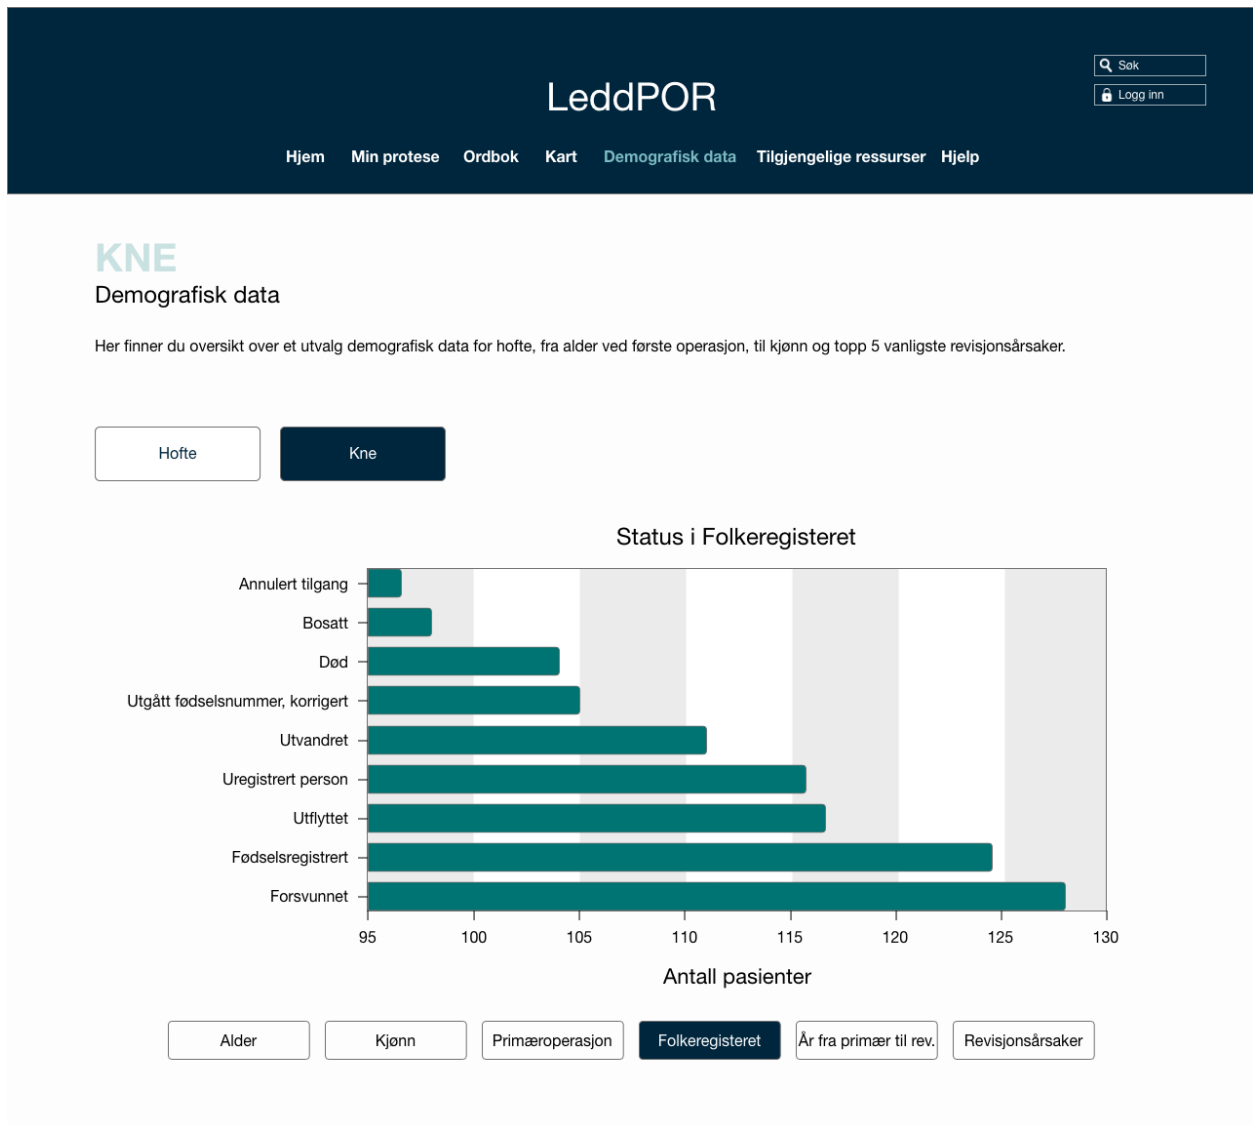 Søk
LeddPOR
Logg inn
Hjem Min protese Ordbok Kart Demografisk data Tilgjengelige ressurser Hjelp
KNE
Demografisk data
Her finner du oversikt over et utvalg demografisk data for hofte, fra alder ved første operasjon, til kjønn og topp 5 vanligste revisjonsårsaker.
Hofte Kne
Status i Folkeregisteret
Annulert tilgang
Bosatt
Død
Utgått fødselsnummer, korrigert
Utvandret
Uregistrert person
Utflyttet
Fødselsregistrert
Forsvunnet
95 100 105 110 115 120 125 130
Antall pasienter
Alder Kjønn Primæroperasjon Folkeregisteret År fra primær til rev. Revisjonsårsaker